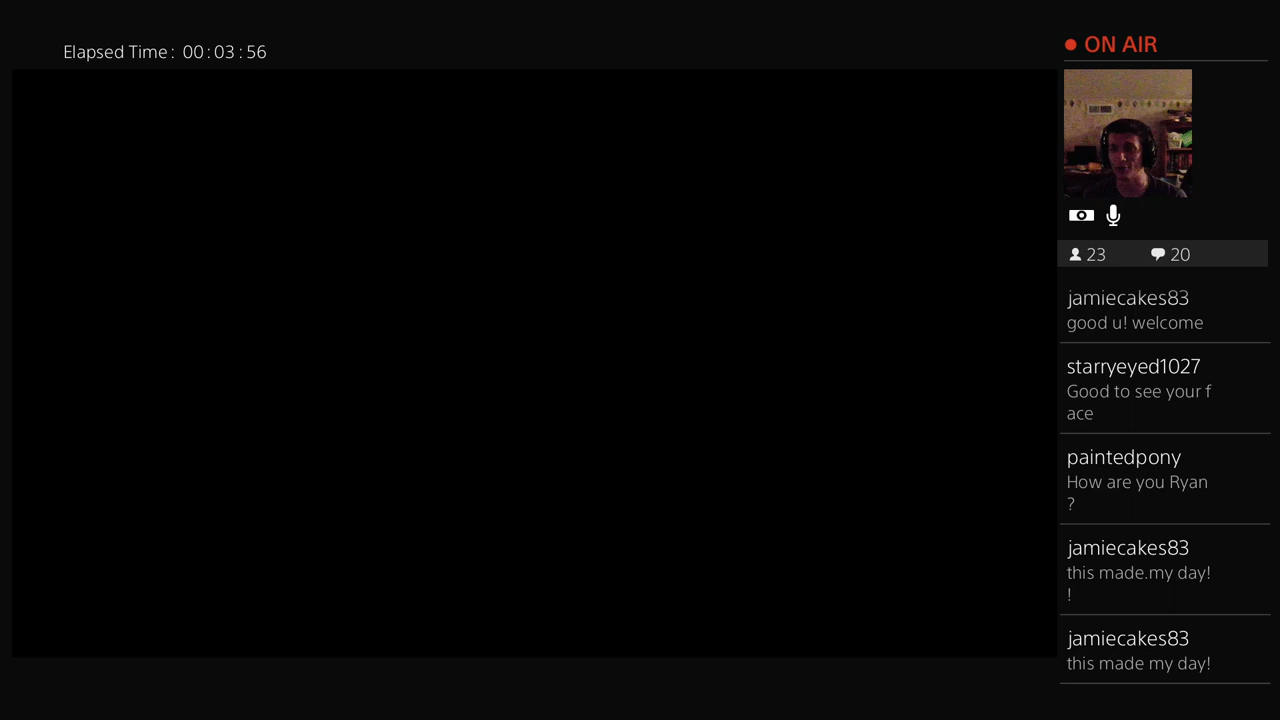 Elapsed Time: 00:03:56
ON AIR
23 20
jamiecakes83
good u! welcome
starryeyed1027
Good to see your f
ace
paintedpony
How are you Ryan
?
jamiecakes83
this made.my day!
!
jamiecakes83
this made my day!